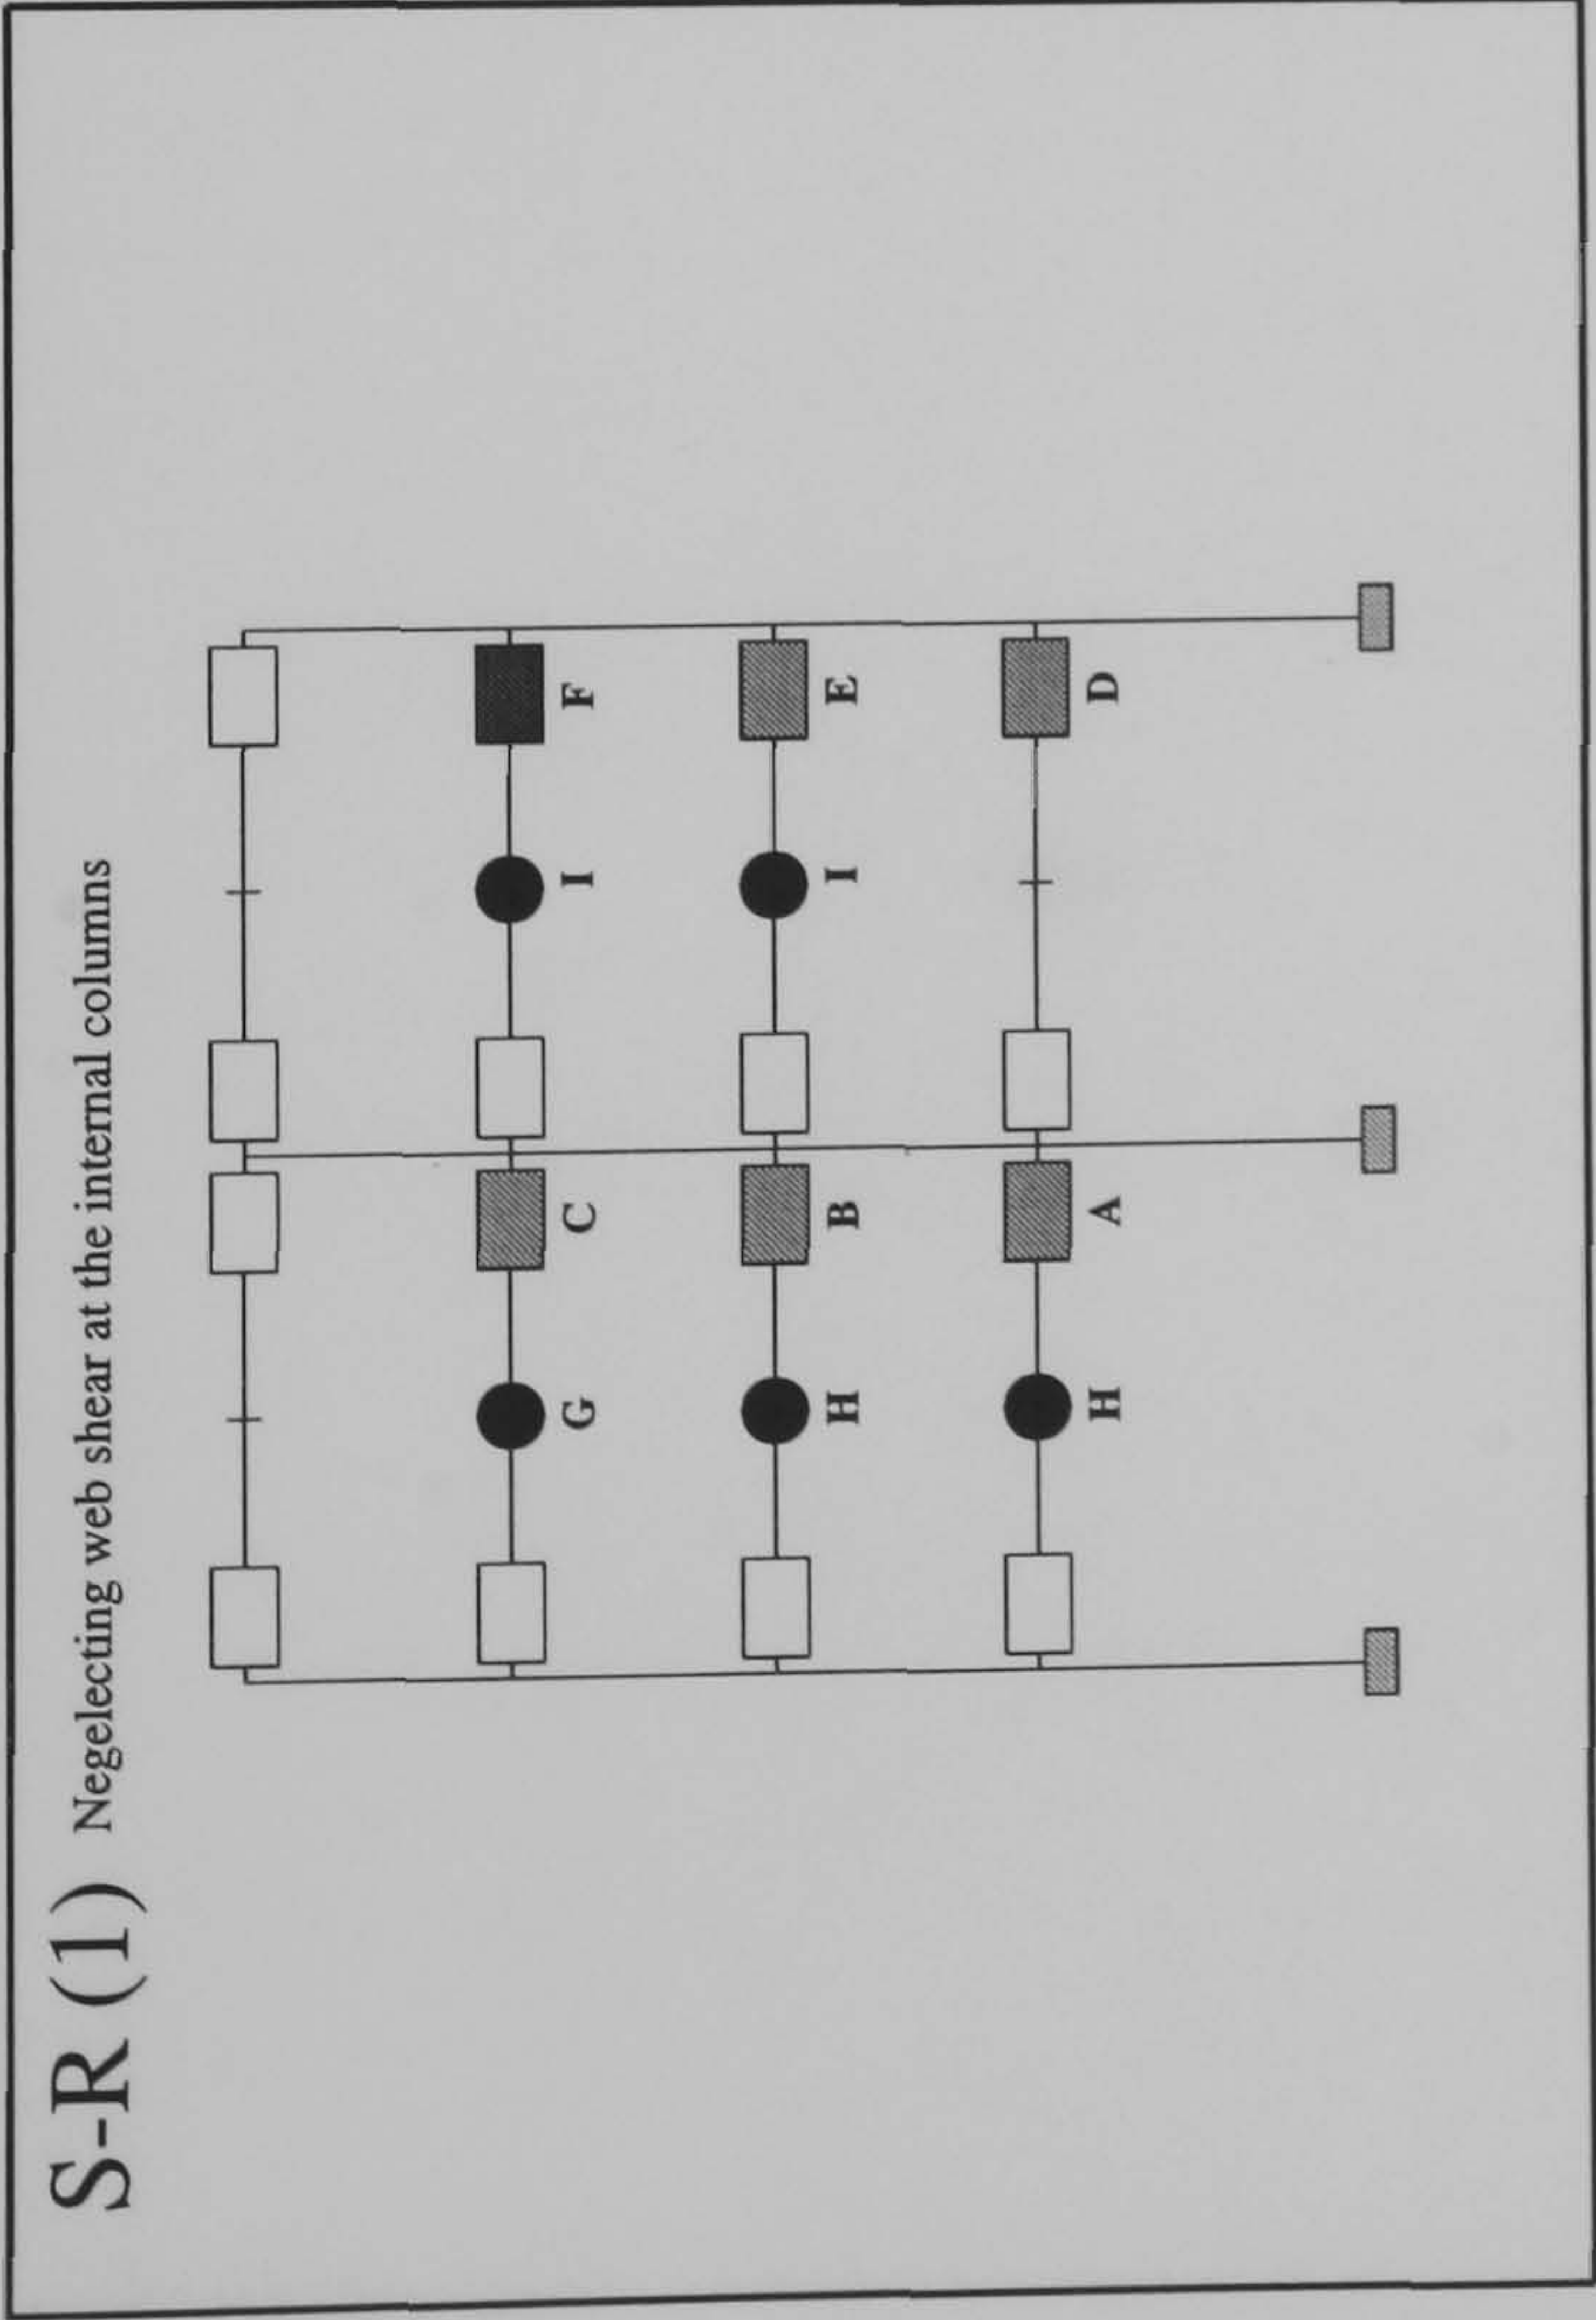 S-R (1) Negelecting web shear at the internal columns
G C I F
H B I E
H A D